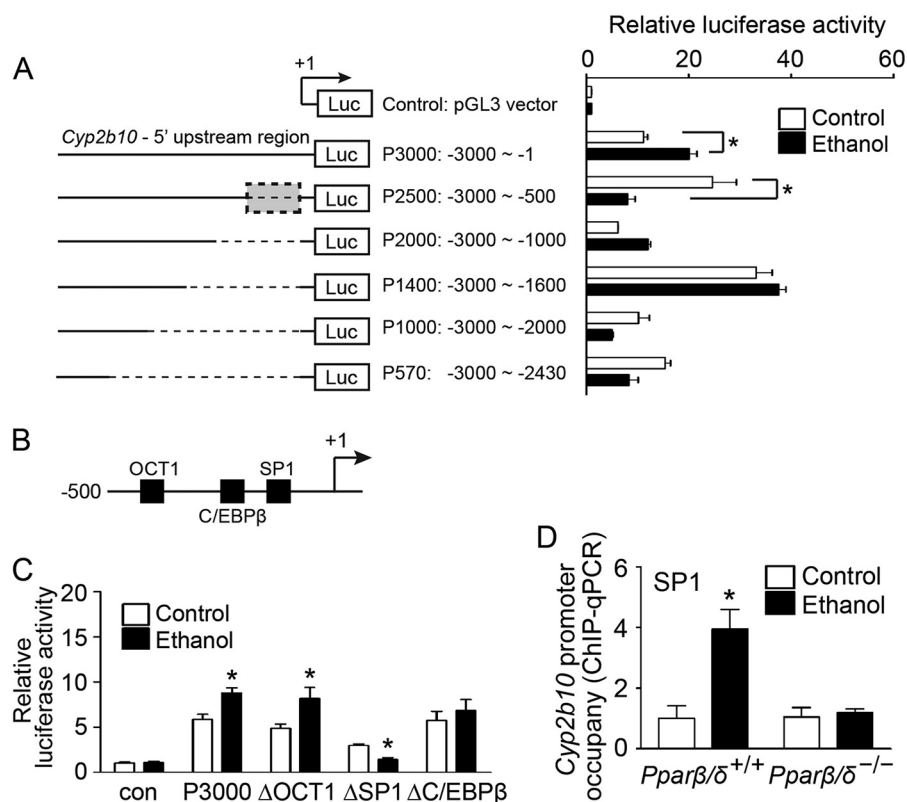 Relative luciferase activity
A
0 20 40 60
+1
Luc Control: pGL3 vector
Control
Ethanol
Cyp2b10 - 5' upstream region
Luc P3000: -3000 ~ -1
*
Luc P2500: -3000 ~ -500
*
Luc P2000: -3000 ~ -1000
Luc P1400: -3000 ~ -1600
Luc P1000: -3000 ~ -2000
Luc P570: -3000 ~ -2430
B
+1
OCT1 SP1
-500
C/EBPβ
C
Relative
luciferase activity
20
15
10
5
0
Control
Ethanol
* * *
con P3000 ΔOCT1 ΔSP1 ΔC/EBPβ
D
Cyp2b10 promoter
occupany (ChIP-qPCR)
6
4
2
0
SP1
Control
Ethanol
*
Pparβ/δ+/+ Pparβ/δ−/−